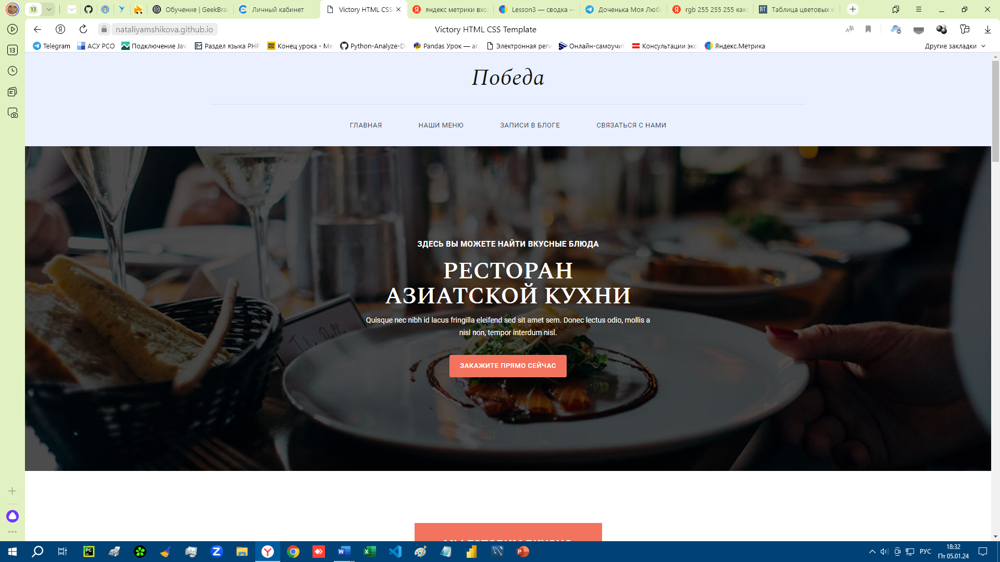 13
Обучение | GeekBrai
Личный кабинет
Victory HTML CSS
яндекс метрики вхо
Lesson3 — сводка —
Доченька Моя Люб
rgb 255 255 255 как
Таблица цветовых к
nataliyamshikova.github.io
Victory HTML CSS Template
Telegram
АСУ РСО
Подключение Jav
Раздел языка PHP
Конец урока - Me
Python-Analyze-Da
Pandas Урок — ar
Электронная реги
Онлайн-самоучит
Консультации экс
Яндекс.Метрика
Другие закладки
13
Победа
ГЛАВНАЯ
НАШИ МЕНЮ
ЗАПИСИ В БЛОГЕ
СВЯЗАТЬСЯ С НАМИ
ЗДЕСЬ ВЫ МОЖЕТЕ НАЙТИ ВКУСНЫЕ БЛЮДА
РЕСТОРАН
АЗИАТСКОЙ КУХНИ
Quisque nec nibh id lacus fringilla eleifend sed sit amet sem. Donec lectus odio, mollis a
nisl non, tempor interdum nisl.
ЗАКАЖИТЕ ПРЯМО СЕЙЧАС
РУС
18:32
Пт 05.01.24